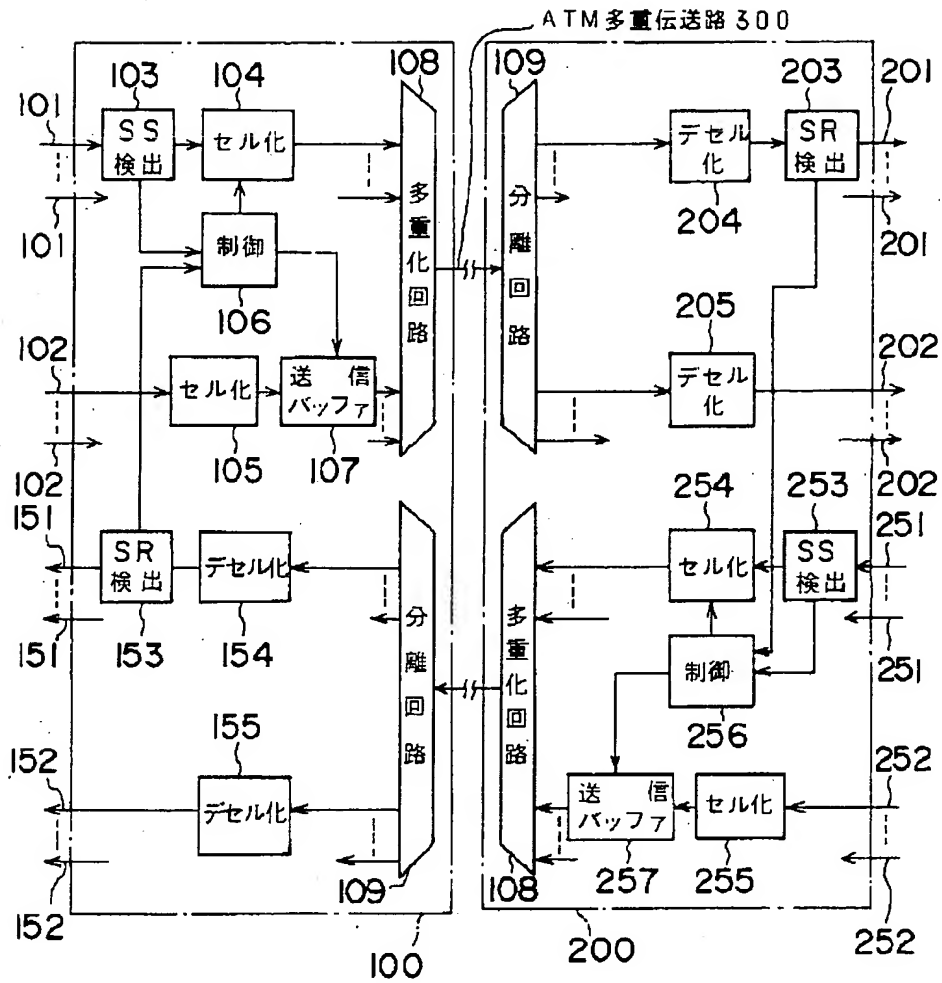 ATM多重伝送路300
103
104
108
109
203
201
101
SS
検出
セル化
デセル化
SR
検出
101
204
201
制御
多重化回路
分離回路
106
205
102
202
セル化
送信
バッファ
デセル化
102
105
107
202
151
254
253
251
SR
検出
デセル化
セル化
SS
検出
151
153
154
251
分離回路
多重化回路
制御
155
256
152
252
デセル化
送信
バッファ
セル化
152
109
108
257
255
252
100
200